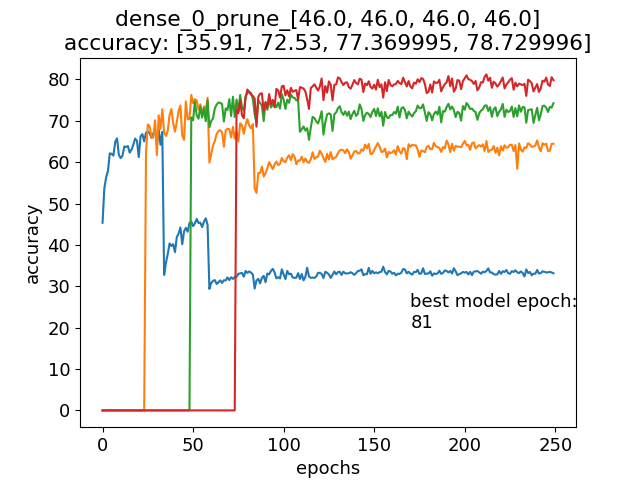 dense_0_prune_[46.0, 46.0, 46.0, 46.0]
accuracy: [35.91, 72.53, 77.369995, 78.729996]
80
70
60
50
40
30
20
10
0
accuracy
best model epoch:
81
0 50 100 150 200 250
epochs